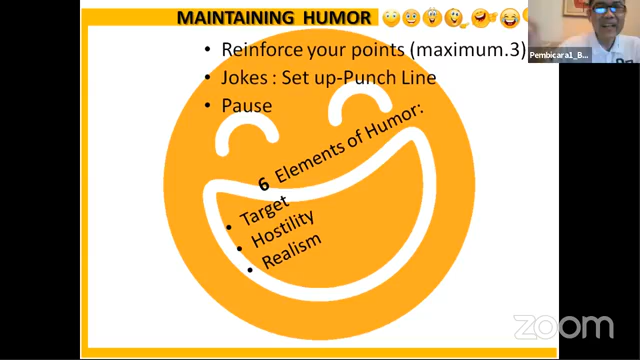 MAINTAINING HUMOR
• Reinforce your points (maximum.3)
• Jokes : Set up-Punch Line
• Pause
6 Elements of Humor:
• Target
• Hostility
• Realism
Pembicara1_B...
zoom